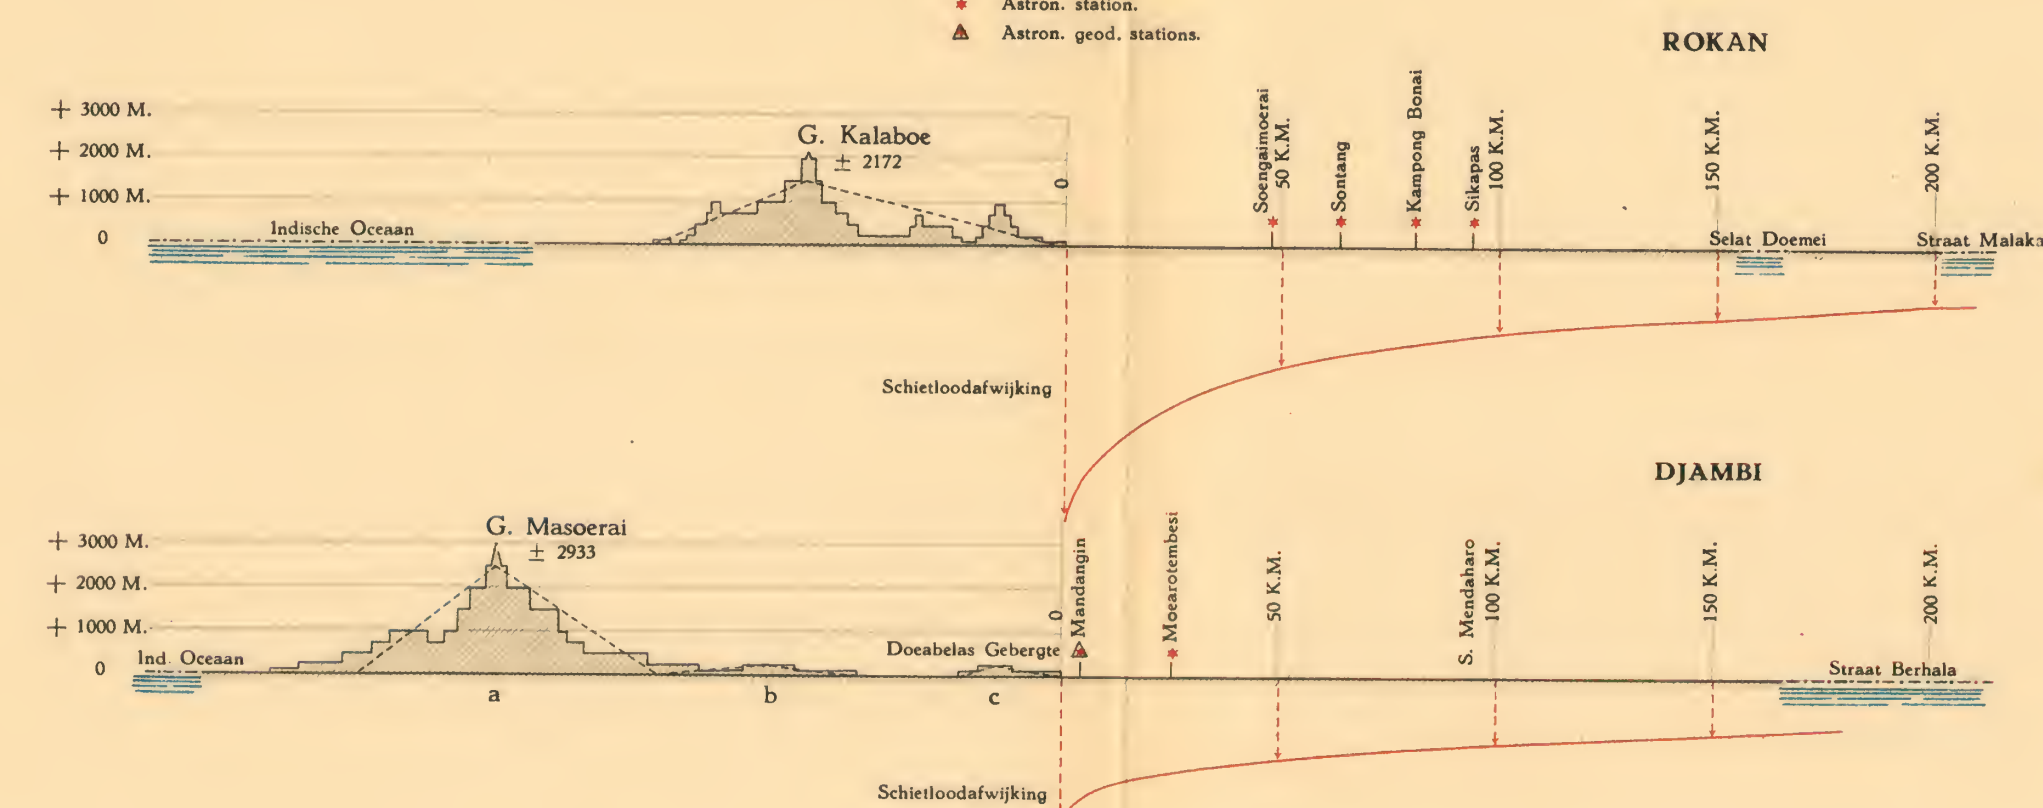 Astron. station.
Astron. geod. stations.
ROKAN
+ 3000 M.
+ 2000 M.
+ 1000 M.
0
Indische Oceaan
G. Kalaboe
± 2172
0
Soengaimoerai
50 K.M.
Sontang
Kampong Bonai
Sikapas
100 K.M.
150 K.M.
200 K.M.
Selat Doemei
Straat Malaka
Schietloodafwijking
DJAMBI
+ 3000 M.
+ 2000 M.
+ 1000 M.
0
Ind. Oceaan
G. Masoerai
± 2933
a
b
c
Doeabelas Gebergte
0
Mandangin
Moearotembesi
50 K.M.
S. Mendaharo
100 K.M.
150 K.M.
200 K.M.
Straat Berhala
Schietloodafwijking